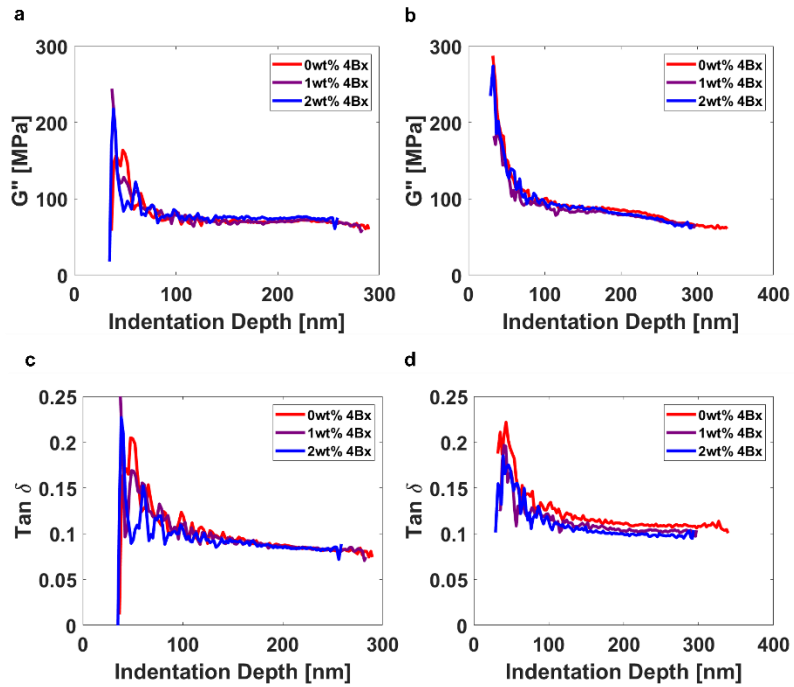 a
300
200
100
0
G" [MPa]
0wt% 4Bx
1wt% 4Bx
2wt% 4Bx
0 100 200 300
Indentation Depth [nm]
b
300
200
100
0
G" [MPa]
0wt% 4Bx
1wt% 4Bx
2wt% 4Bx
0 100 200 300 400
Indentation Depth [nm]
c
0.25
0.2
0.15
0.1
0.05
0
Tan δ
0wt% 4Bx
1wt% 4Bx
2wt% 4Bx
0 100 200 300
Indentation Depth [nm]
d
0.25
0.2
0.15
0.1
0.05
0
Tan δ
0wt% 4Bx
1wt% 4Bx
2wt% 4Bx
0 100 200 300 400
Indentation Depth [nm]